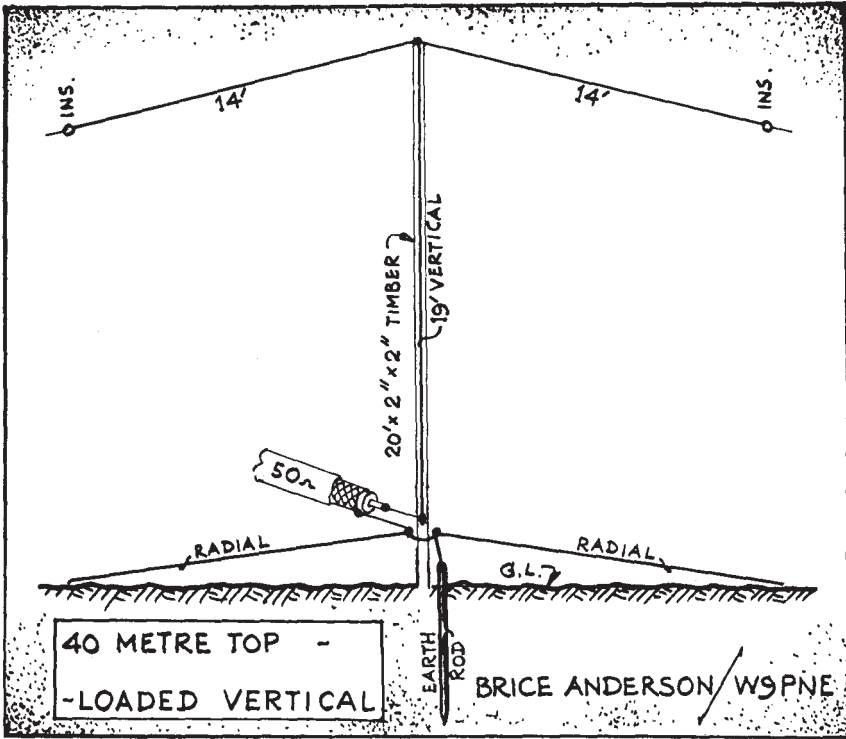 INS.
14'
14'
INS.
20' x 2" x 2" TIMBER
19' VERTICAL
50Ω
RADIAL
RADIAL
G.L.
EARTH
ROD
40 METRE TOP -
-LOADED VERTICAL
BRICE ANDERSON/W9PNE